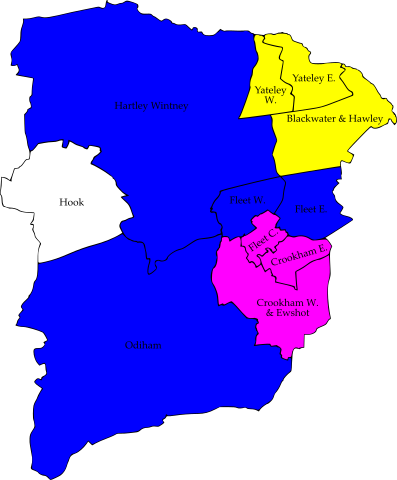 Yateley E.
Yateley
W.
Hartley Wintney
Blackwater & Hawley
Hook
Fleet W.
Fleet E
Fleet C.
Crookham E.
Crookham W.
& Ewshot
Odiham